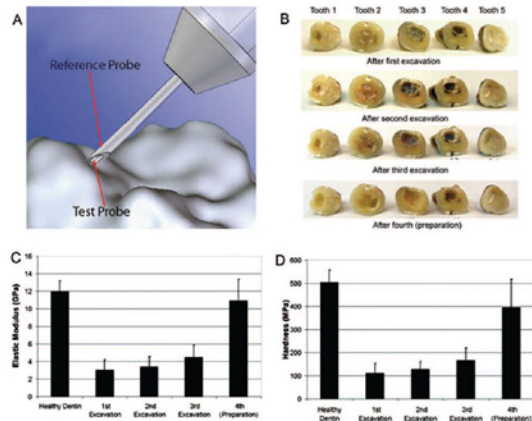 A
Reference Probe
Test Probe
B
Tooth 1 Tooth 2 Tooth 3 Tooth 4 Tooth 5
After first excavation
After second excavation
After third excavation
After fourth (preparation)
C
Elastic Modulus (GPa)
16
14
12
10
8
6
4
2
0
Healthy Dentin
1st Excavation
2nd Excavation
3rd Excavation
4th (Preparation)
D
Hardness (MPa)
600
500
400
300
200
100
0
Healthy Dentin
1st Excavation
2nd Excavation
3rd Excavation
4th (Preparation)